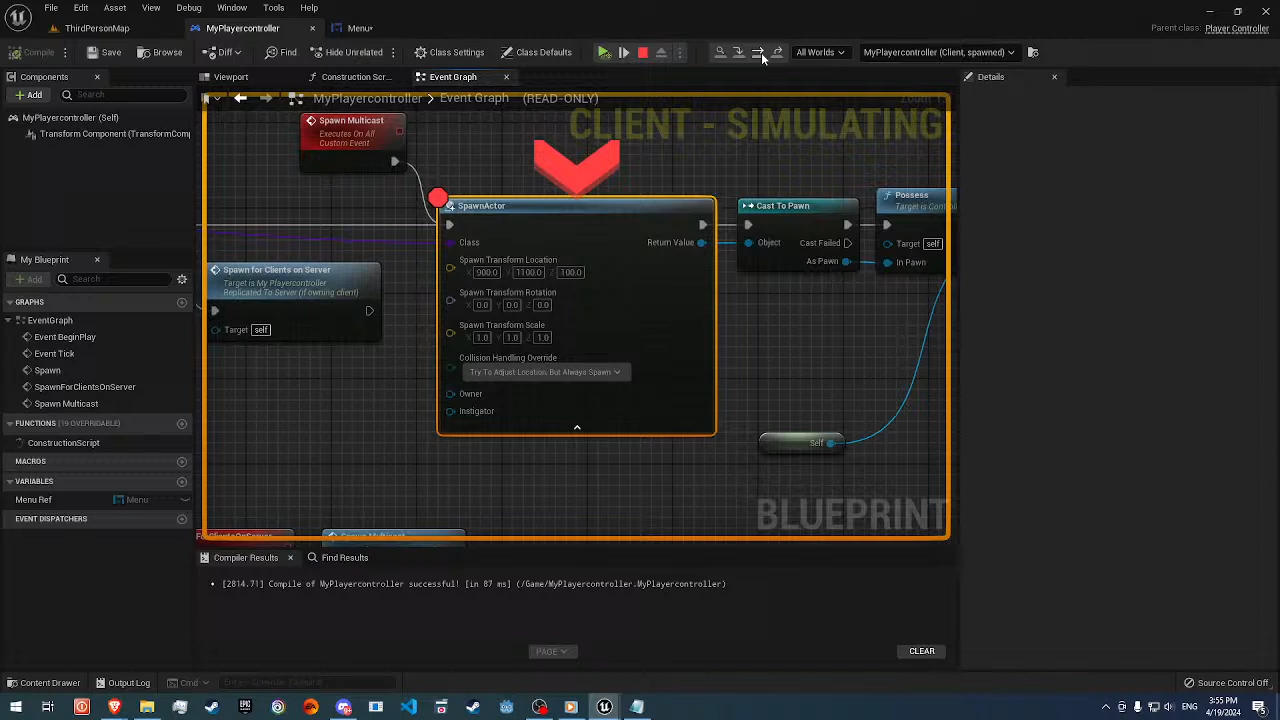 File Edit Asset View Debug Window Tools Help
ThirdPersonMap
MyPlayercontroller
Menu•
Parent class: Player Controller
Compile
Save
Browse
Diff
Find
Hide Unrelated
Class Settings
Class Defaults
All Worlds
MyPlayercontroller (Client, spawned)
Components
Viewport
Construction Scr...
Event Graph
Details
Add
Search
MyPlayercontroller > Event Graph (READ-ONLY)
CLIENT - SIMULATING
Transform Component (TransformComp
Spawn Multicast
Executes On All
Custom Event
SpawnActor
Class
Return Value
Spawn Transform Location
X 900.0 Y 1100.0 Z 100.0
Spawn Transform Rotation
X 0.0 Y 0.0 Z 0.0
Spawn Transform Scale
X 1.0 Y 1.0 Z 1.0
Collision Handling Override
Try To Adjust Location, But Always Spawn
Owner
Instigator
Cast To Pawn
Object
Cast Failed
As Pawn
Possess
Target is Contro
Target self
In Pawn
Self
Spawn for Clients on Server
Target is My Playercontroller
Replicated To Server (if owning client)
Target self
Spawn Multicast
BLUEPRINT
My Blueprint
Add
Search
GRAPHS
EventGraph
Event BeginPlay
Event Tick
Spawn
SpawnForClientsOnServer
Spawn Multicast
FUNCTIONS (19 OVERRIDABLE)
ConstructionScript
MACROS
VARIABLES
Menu Ref
Menu
EVENT DISPATCHERS
Compiler Results
Find Results
[2814.71] Compile of MyPlayercontroller successful! [in 87 ms] (/Game/MyPlayercontroller.MyPlayercontroller)
PAGE
CLEAR
Content Drawer
Output Log
Cmd
Source Control Off
ENG
3:55 PM
4/19/2024